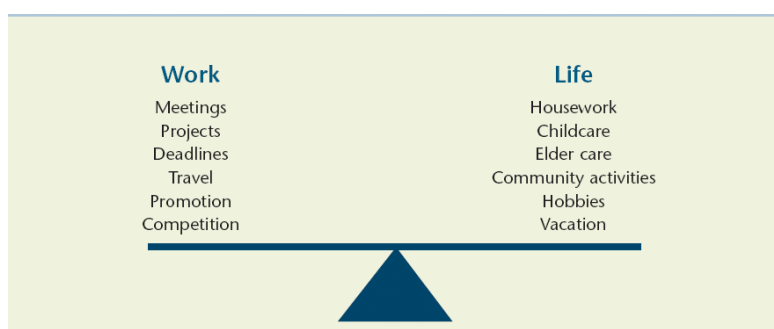 Work
Meetings
Projects
Deadlines
Travel
Promotion
Competition
Life
Housework
Childcare
Elder care
Community activities
Hobbies
Vacation